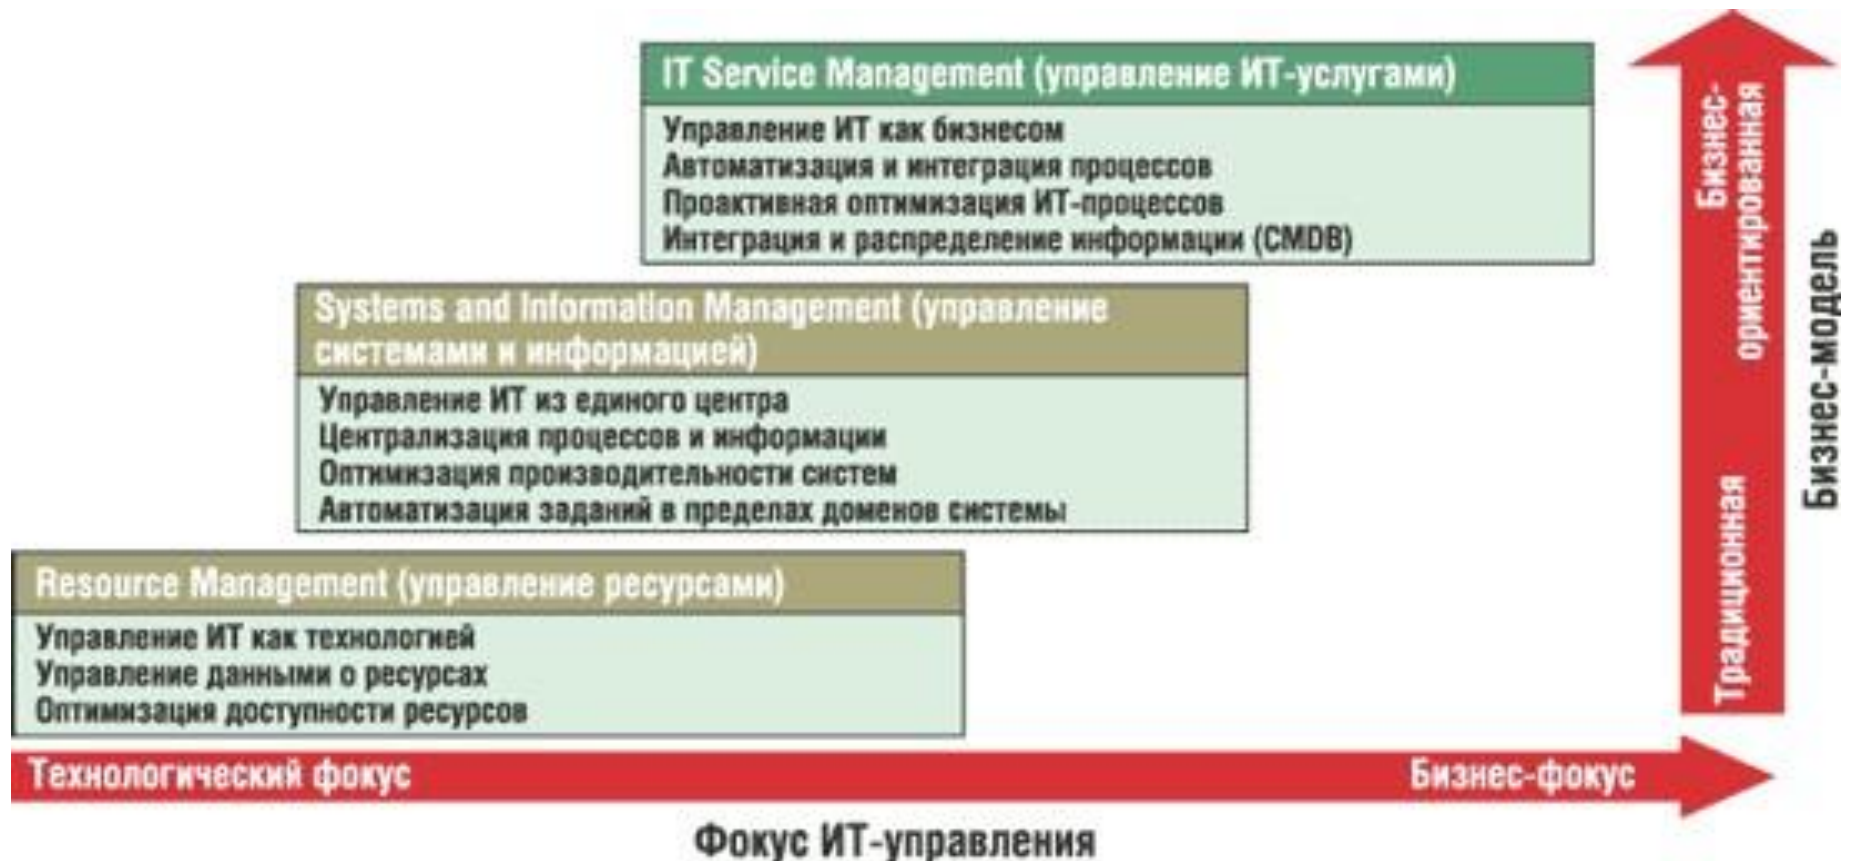 IT Service Management (управление ИТ-услугами)
Управление ИТ как бизнесом
Автоматизация и интеграция процессов
Проактивная оптимизация ИТ-процессов
Интеграция и распределение информации (CMDB)
Systems and Information Management (управление
системами и информацией)
Управление ИТ из единого центра
Централизация процессов и информации
Оптимизация производительности систем
Автоматизация заданий в пределах доменов системы
Resource Management (управление ресурсами)
Управление ИТ как технологией
Управление данными о ресурсах
Оптимизация доступности ресурсов
Технологический фокус
Бизнес-фокус
Фокус ИТ-управления
Традиционная
Бизнес-
ориентированная
Бизнес-модель